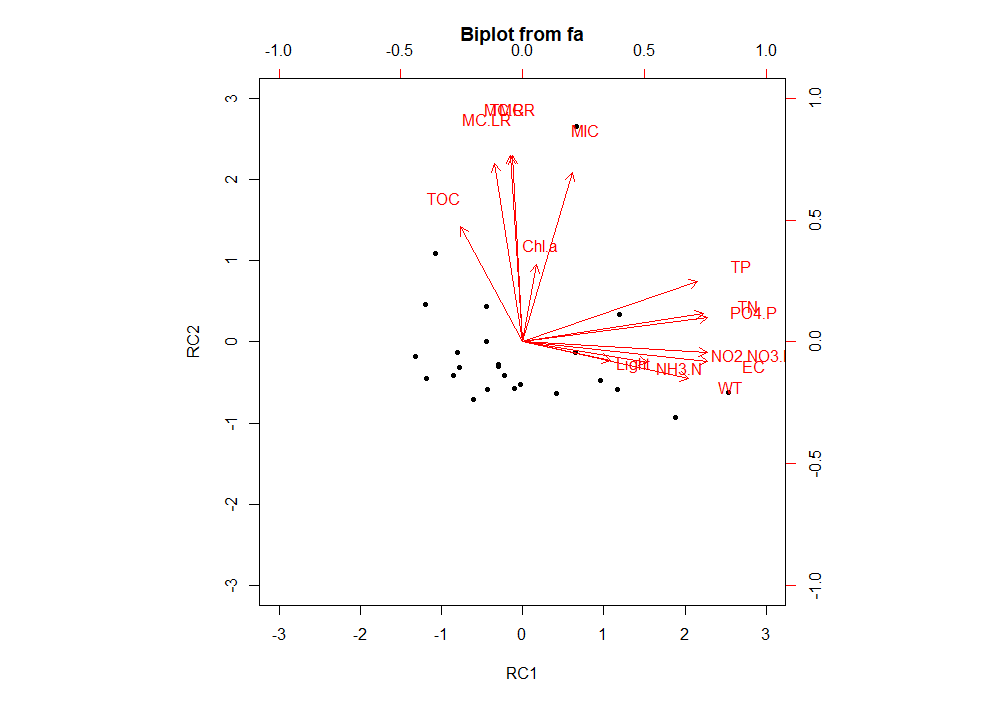 Biplot from fa
-1.0 -0.5 0.0 0.5 1.0
3 1.0
MC.RR
MC.LR MIC
2
TOC
0.5
Chl.a
1 TP
TN
PO4.P
0 0.0
NO2.NO3.
Light NH3.N EC
WT
-1
-0.5
-2
-3 -1.0
-3 -2 -1 0 1 2 3
RC2
RC1